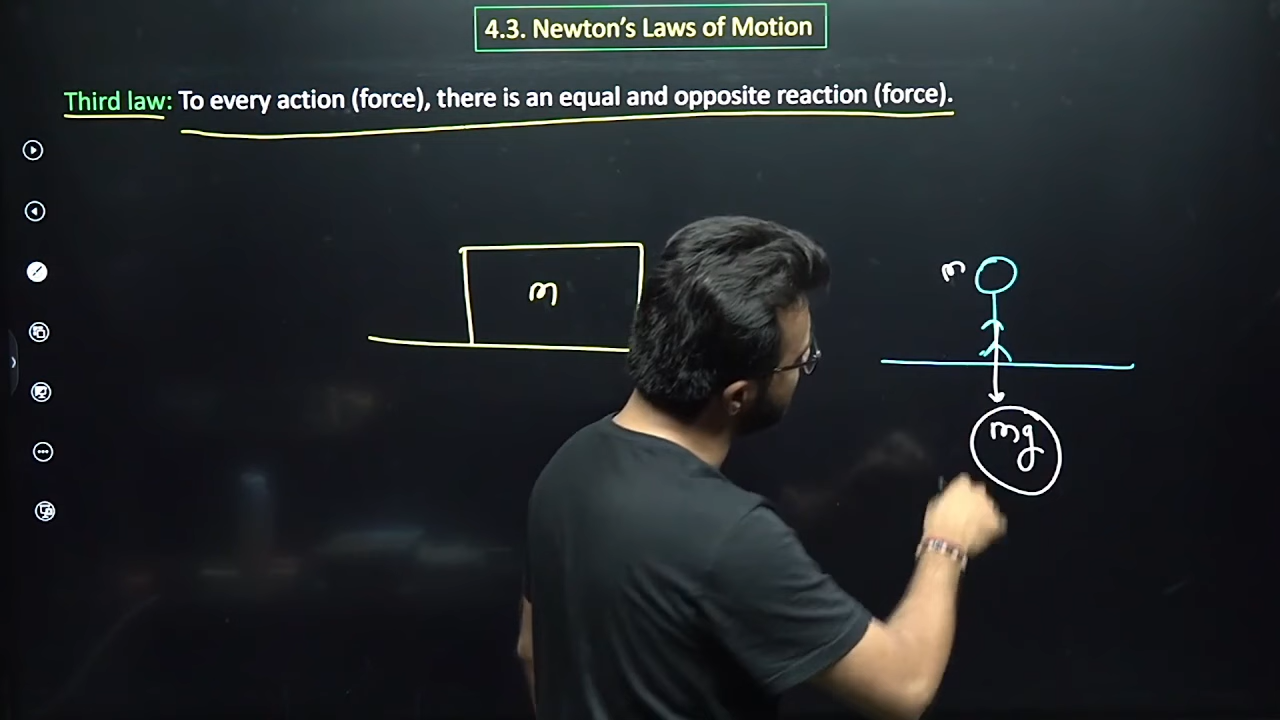 4.3. Newton's Laws of Motion
Third law: To every action (force), there is an equal and opposite reaction (force).
m
m
mg